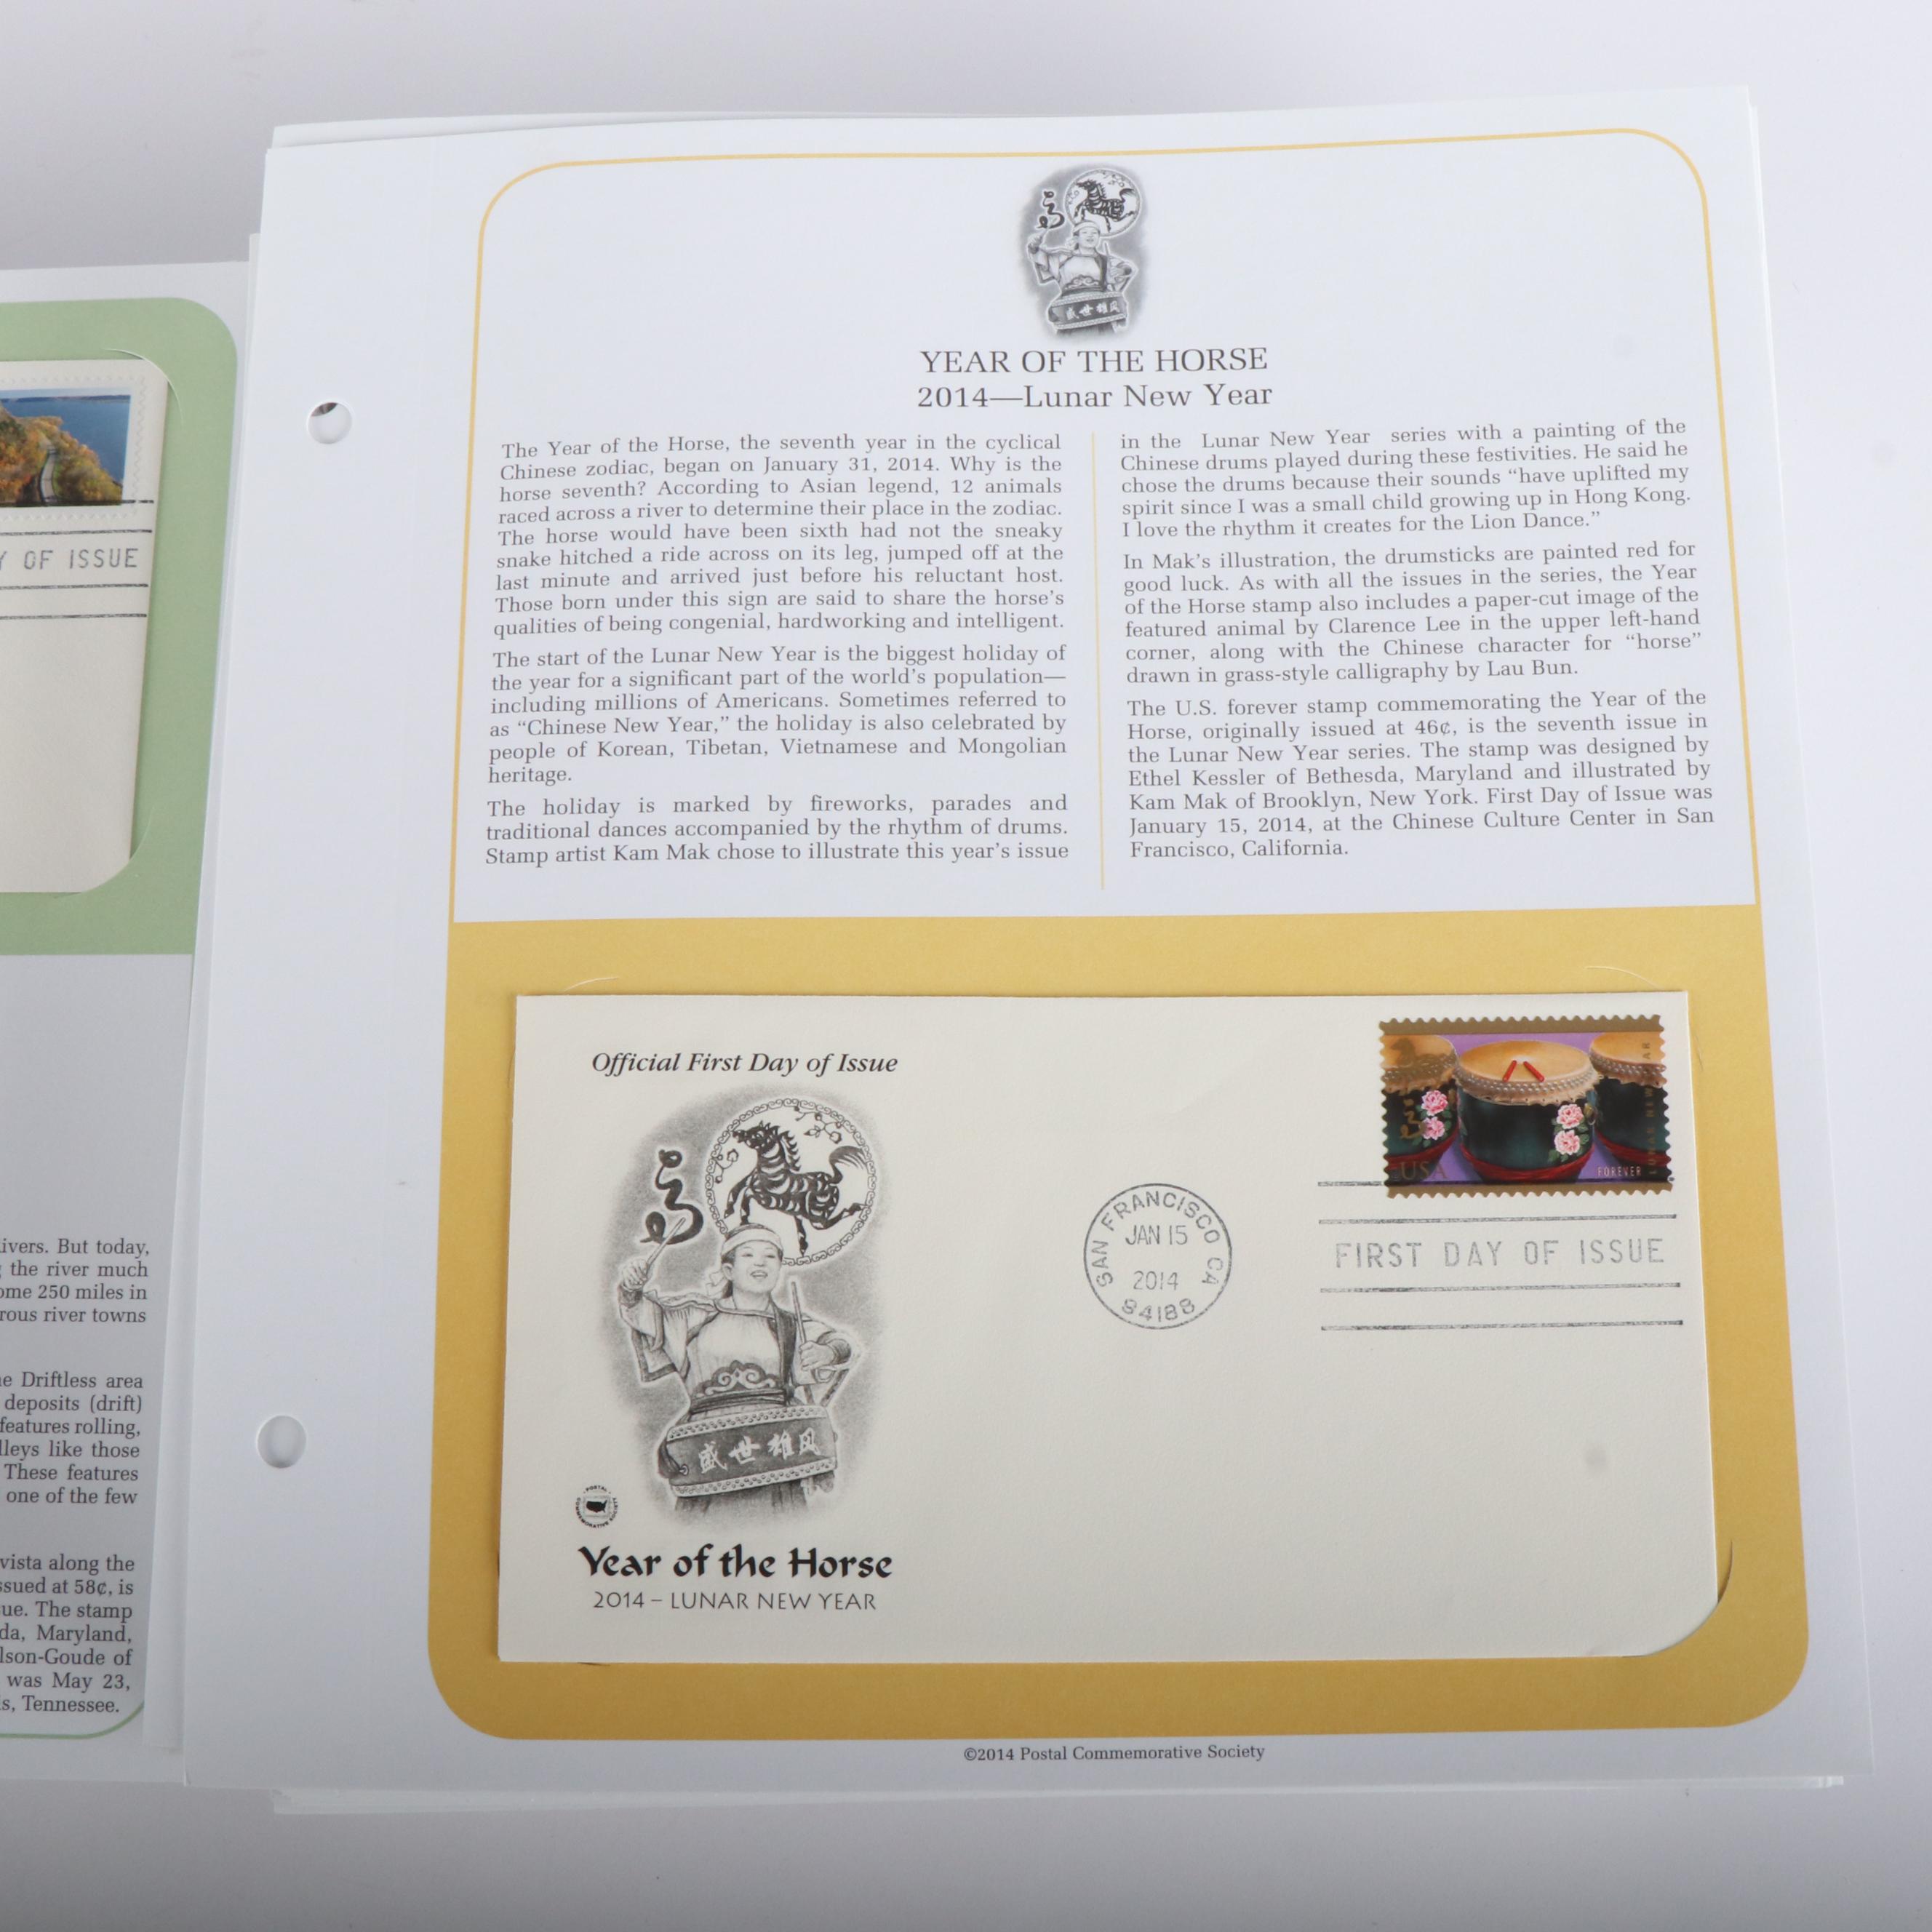 Y OF ISSUE
ivers. But today,
the river much
ome 250 miles in
rous river towns
e Driftless area
deposits (drift)
features rolling,
lleys like those
These features
one of the few
vista along the
ssued at 58¢, is
ue. The stamp
da, Maryland,
lson-Goude of
was May 23,
s, Tennessee.
盛世雄风
YEAR OF THE HORSE
2014—Lunar New Year
The Year of the Horse, the seventh year in the cyclical
Chinese zodiac, began on January 31, 2014. Why is the
horse seventh? According to Asian legend, 12 animals
raced across a river to determine their place in the zodiac.
The horse would have been sixth had not the sneaky
snake hitched a ride across on its leg, jumped off at the
last minute and arrived just before his reluctant host.
Those born under this sign are said to share the horse's
qualities of being congenial, hardworking and intelligent.
The start of the Lunar New Year is the biggest holiday of
the year for a significant part of the world's population—
including millions of Americans. Sometimes referred to
as “Chinese New Year,” the holiday is also celebrated by
people of Korean, Tibetan, Vietnamese and Mongolian
heritage.
The holiday is marked by fireworks, parades and
traditional dances accompanied by the rhythm of drums.
Stamp artist Kam Mak chose to illustrate this year's issue
in the Lunar New Year series with a painting of the
Chinese drums played during these festivities. He said he
chose the drums because their sounds “have uplifted my
spirit since I was a small child growing up in Hong Kong.
I love the rhythm it creates for the Lion Dance.”
In Mak's illustration, the drumsticks are painted red for
good luck. As with all the issues in the series, the Year
of the Horse stamp also includes a paper-cut image of the
featured animal by Clarence Lee in the upper left-hand
corner, along with the Chinese character for “horse”
drawn in grass-style calligraphy by Lau Bun.
The U.S. forever stamp commemorating the Year of the
Horse, originally issued at 46¢, is the seventh issue in
the Lunar New Year series. The stamp was designed by
Ethel Kessler of Bethesda, Maryland and illustrated by
Kam Mak of Brooklyn, New York. First Day of Issue was
January 15, 2014, at the Chinese Culture Center in San
Francisco, California.
Official First Day of Issue
盛世雄风
POSTAL COMMEMORATIVE SOCIETY
Year of the Horse
2014 – LUNAR NEW YEAR
SAN FRANCISCO CA
JAN 15
2014
94188
USA
FOREVER
LUNAR NEW YEAR
FIRST DAY OF ISSUE
©2014 Postal Commemorative Society